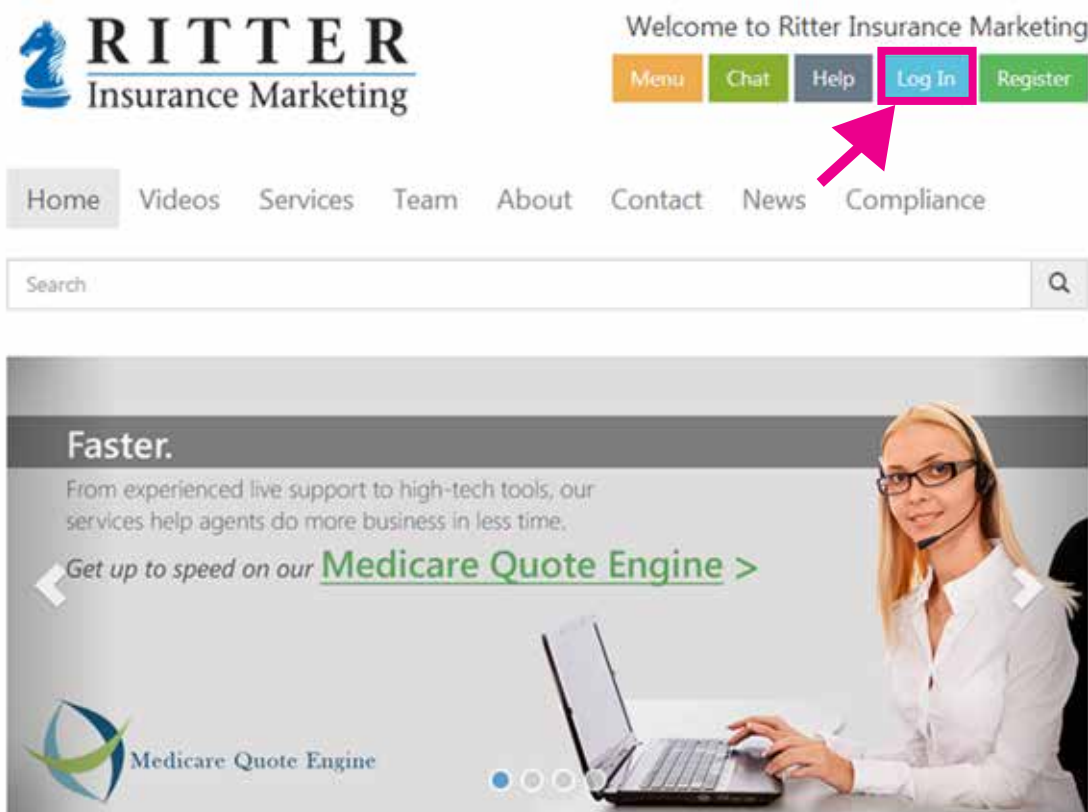 RITTER
Insurance Marketing
Welcome to Ritter Insurance Marketing
Menu Chat Help Log In Register
Home Videos Services Team About Contact News Compliance
Search
Faster.
From experienced live support to high-tech tools, our
services help agents do more business in less time.
Get up to speed on our Medicare Quote Engine >
Medicare Quote Engine